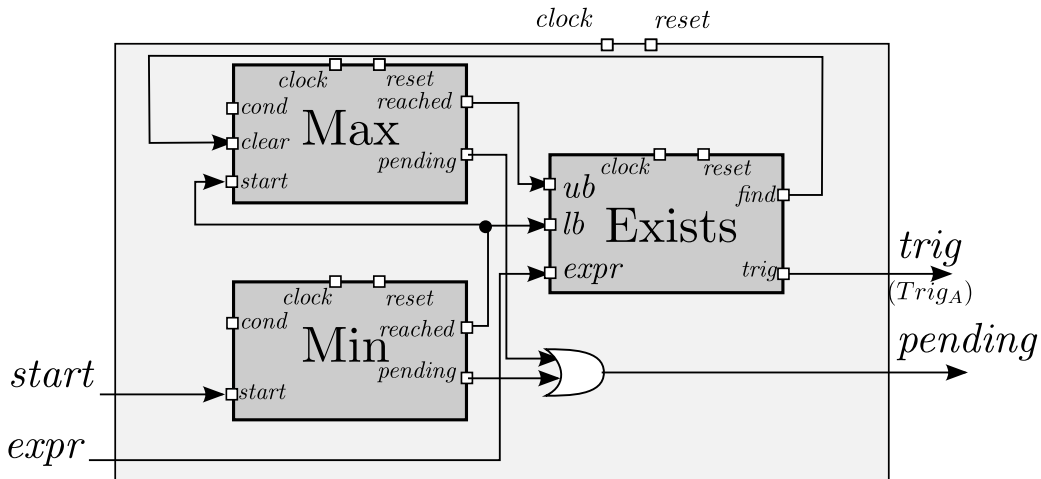 clock reset
clock reset
cond reached
Max
clear
pending
start
clock reset
ub find
lb Exists
expr trig
trig
(Trig_A)
clock reset
cond reached
Min
pending
pending
start start
expr